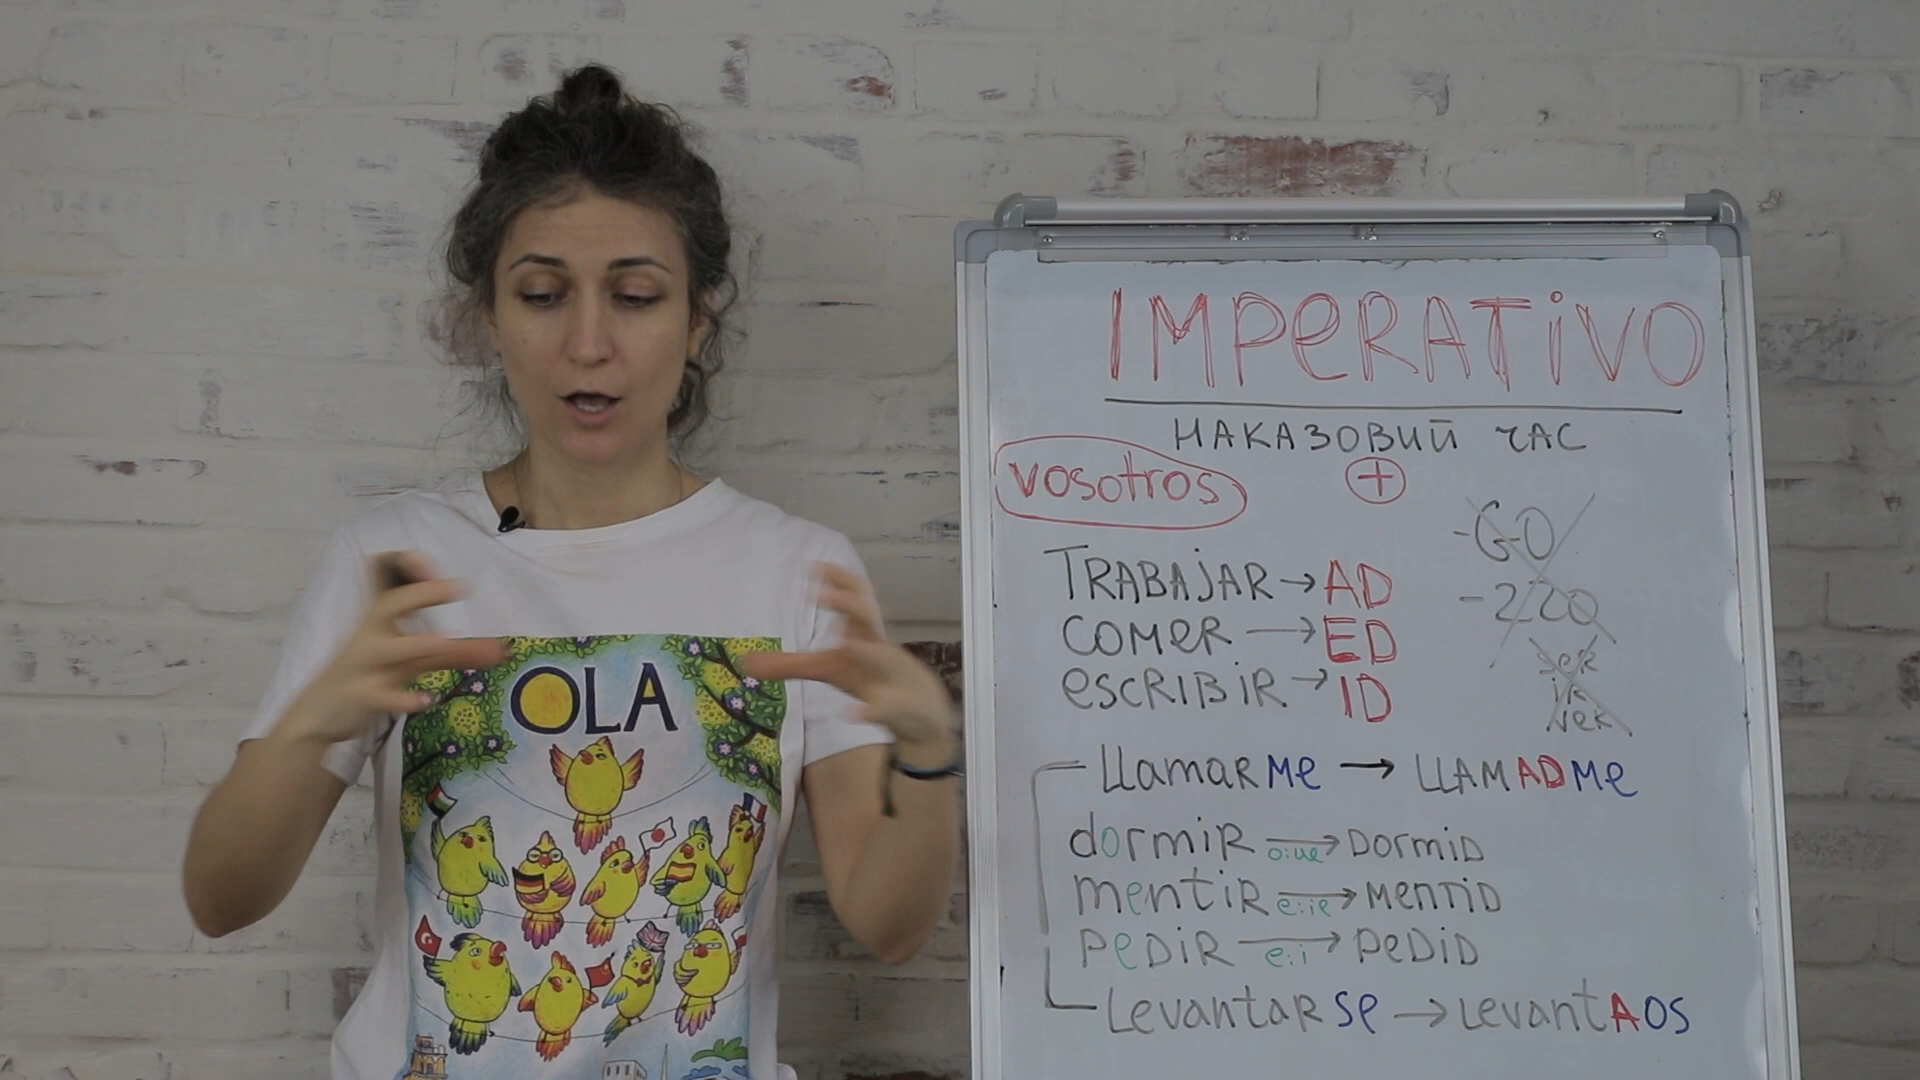 IMPERATIVO
НАКАЗОВИЙ ЧАС
vosotros +
TRABAJAR → AD
COMER → ED
escribir → ID
-GO
-ZZO
ser
ir
ver
LlamarMe → LLAMADMe
dormir o:ue → Dormid
mentir e:ie → Mentid
pedir e:i → pedid
LevantarSe → LevantAOS
OLA